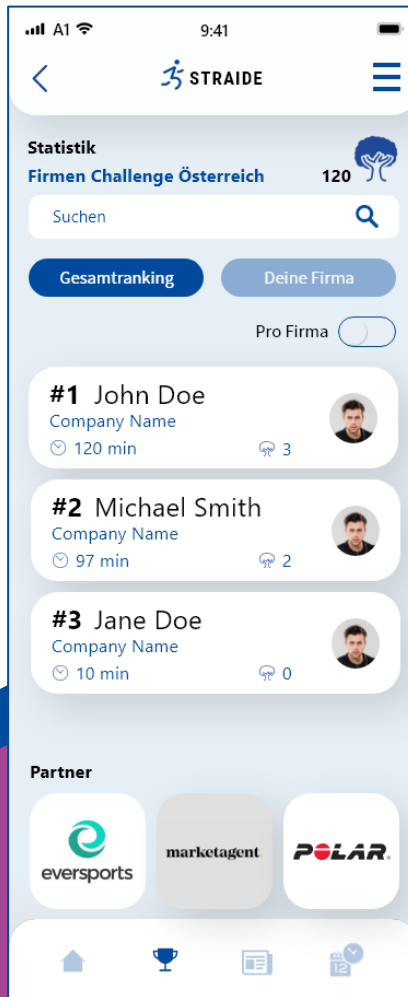 A1
9:41
STRAIDE
Statistik
Firmen Challenge Österreich
120
Suchen
Gesamtranking
Deine Firma
Pro Firma
#1 John Doe
Company Name
120 min
3
#2 Michael Smith
Company Name
97 min
2
#3 Jane Doe
Company Name
10 min
0
Partner
eversports
marketagent.
POLAR.
12